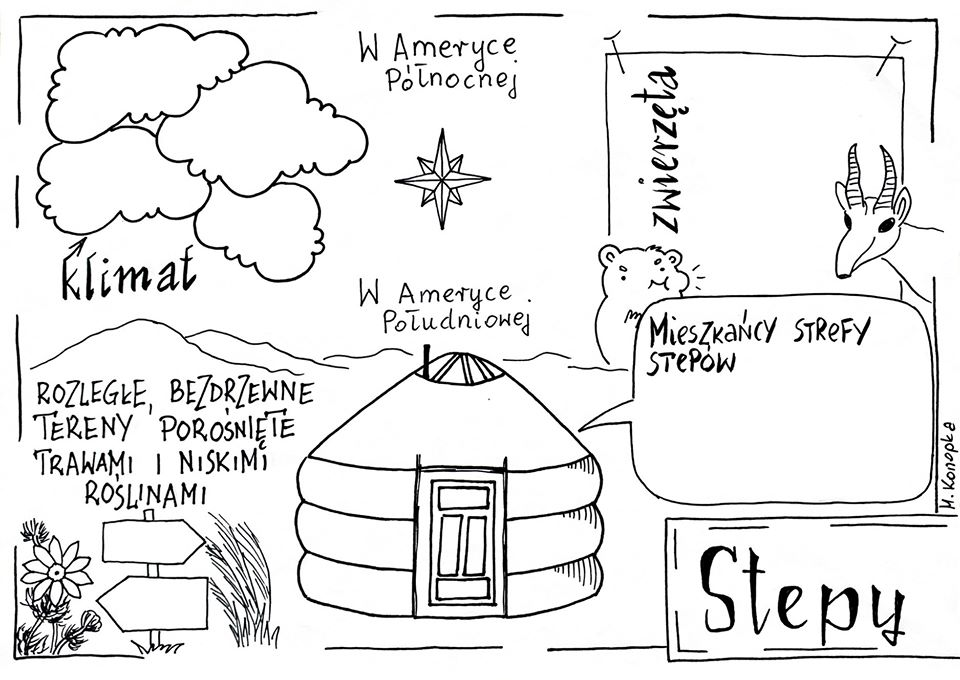 W Ameryce
Północnej
zwierzęta
klimat
W Ameryce
Południowej
Mieszkańcy strefy
stepów
ROZLEGŁE, BEZDRZEWNE
TERENY POROŚNIĘTE
TRAWAMI I NISKIMI
ROŚLINAMI
M. Konopka
Stepy